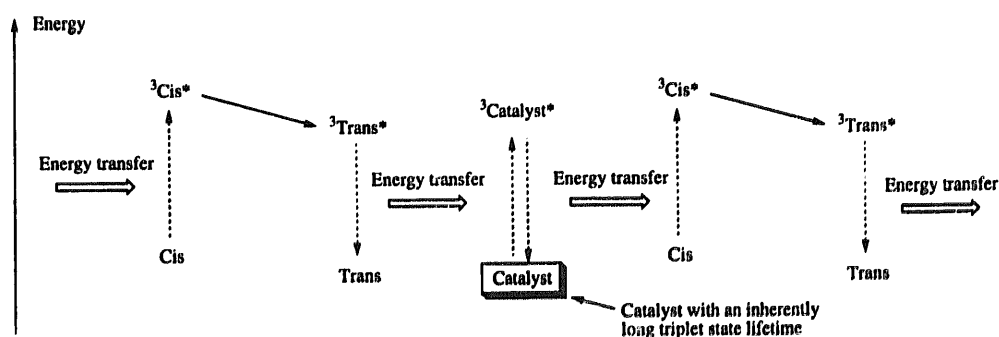 Energy
³Cis*
³Trans*
³Catalyst*
³Cis*
³Trans*
Energy transfer
Energy transfer
Energy transfer
Energy transfer
Cis
Trans
Catalyst
Cis
Trans
Catalyst with an inherently
long triplet state lifetime